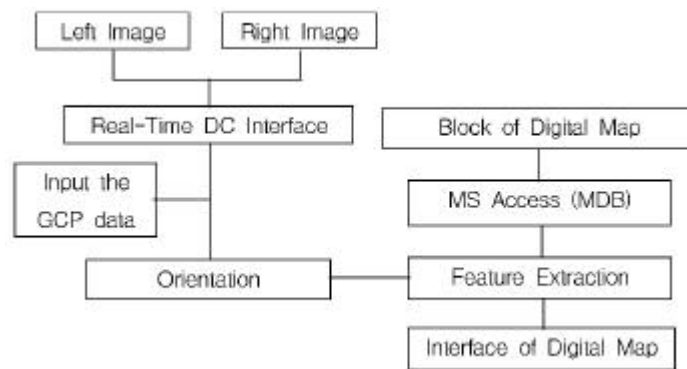 Left Image
Right Image
Real-Time DC Interface
Block of Digital Map
Input the
GCP data
MS Access (MDB)
Orientation
Feature Extraction
Interface of Digital Map